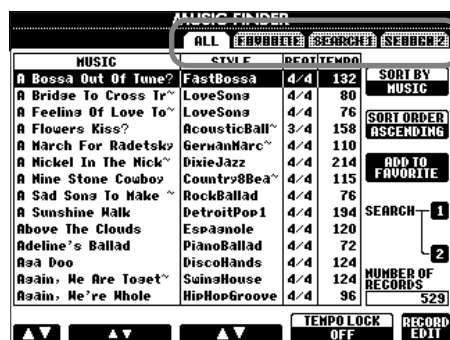 MUSIC FINDER
ALL FAVORITE SEARCH1 SEARCH2
MUSIC STYLE BEAT TEMPO
A Bossa Out Of Tune? FastBossa 4/4 132
A Bridge To Cross Tr~ LoveSong 4/4 80
A Feeling Of Love To~ LoveSong 4/4 76
A Flowers Kiss? AcousticBall~ 3/4 158
A March For Radetsky GermanMarc~ 4/4 110
A Nickel In The Nick~ DixieJazz 4/4 214
A Nine Stone Cowboy Country8Bea~ 4/4 115
A Sad Song To Make ~ RockBallad 4/4 76
A Sunshine Walk DetroitPop1 4/4 194
Above The Clouds Espagnole 4/4 120
Adeline's Ballad PianoBallad 4/4 72
Aga Doo DiscoHands 4/4 124
Again, We Are Toget~ SwingHouse 4/4 124
Again, We're Whole HipHopGroove 4/4 96
SORT BY
MUSIC
SORT ORDER
ASCENDING
ADD TO
FAVORITE
SEARCH 1
2
NUMBER OF
RECORDS
529
TEMPO LOCK
OFF
RECORD
EDIT